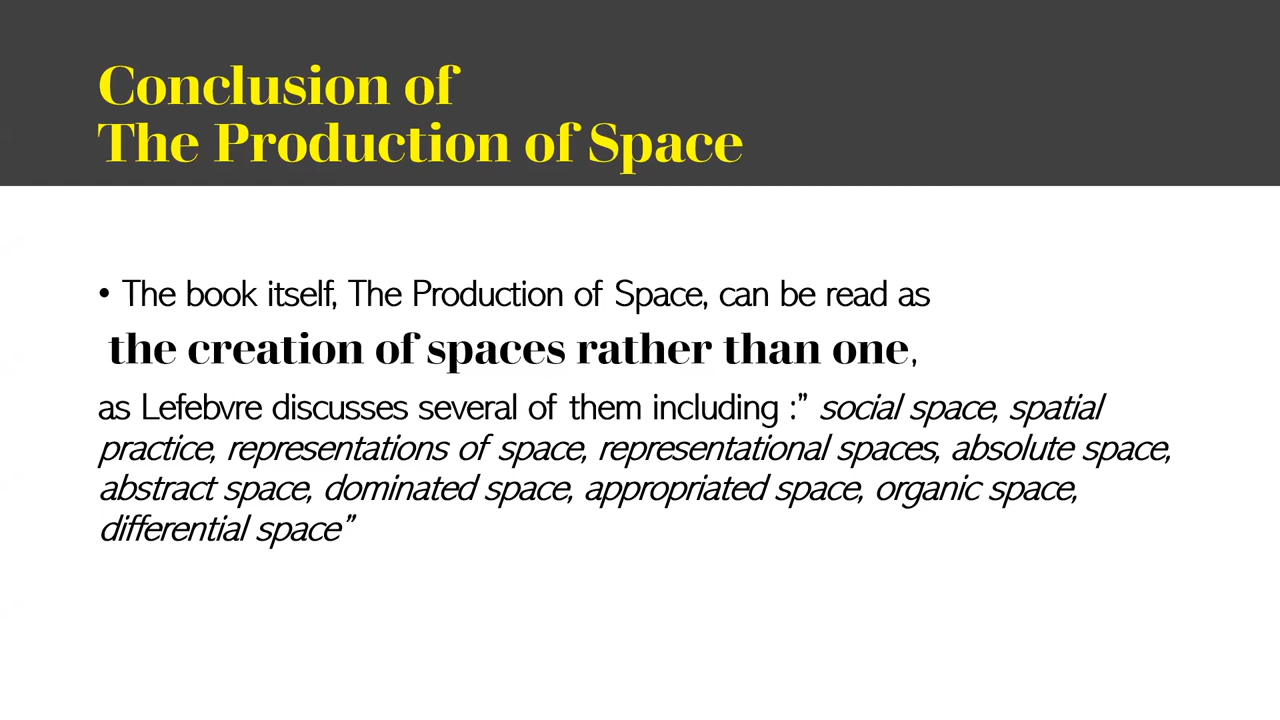 Conclusion of
The Production of Space
• The book itself, The Production of Space, can be read as
the creation of spaces rather than one,
as Lefebvre discusses several of them including :” social space, spatial
practice, representations of space, representational spaces, absolute space,
abstract space, dominated space, appropriated space, organic space,
differential space”